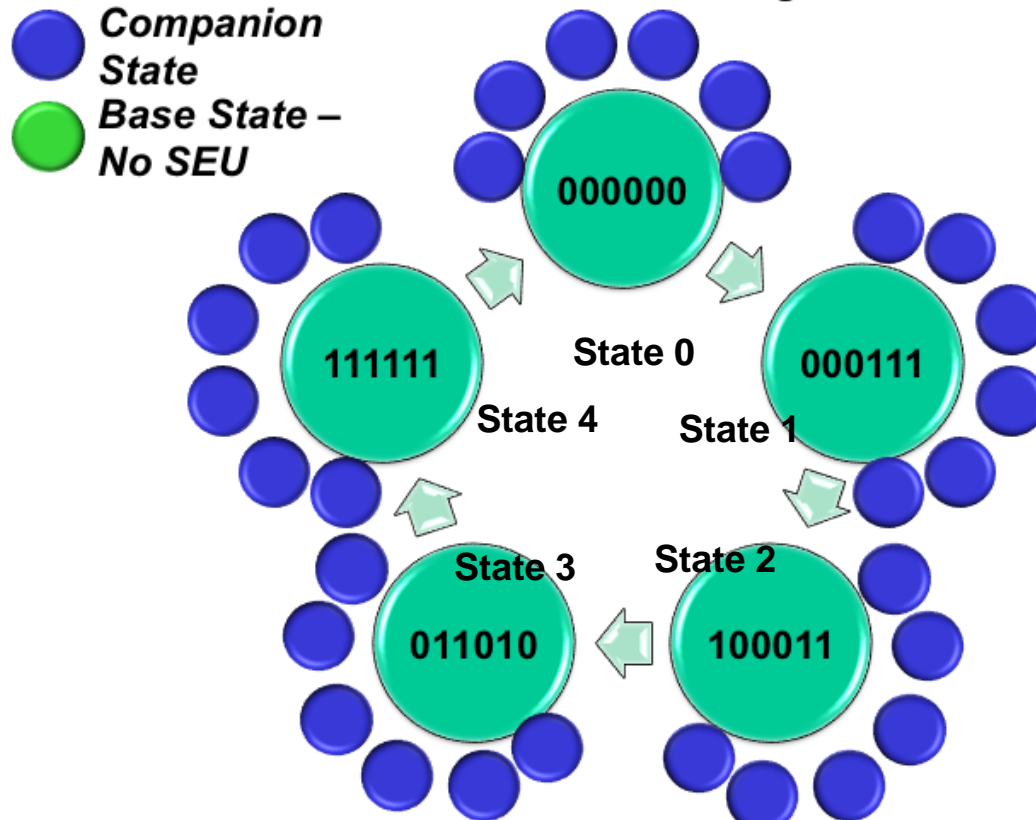 Companion
State
Base State –
No SEU
000000
111111
State 0
000111
State 4
State 1
State 3
State 2
011010
100011